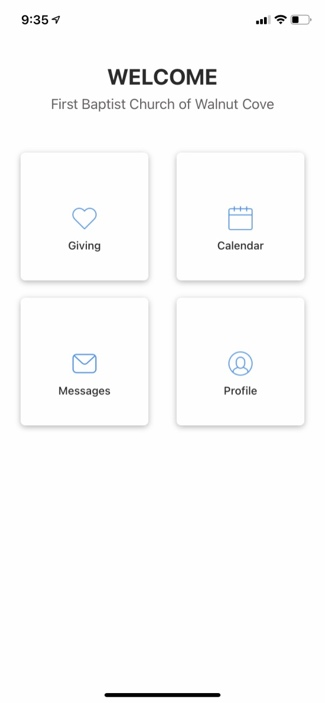 9:35
WELCOME
First Baptist Church of Walnut Cove
Giving
Calendar
Messages
Profile